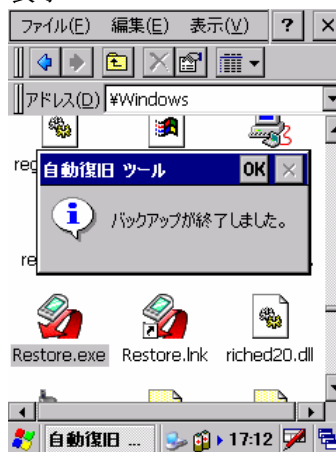 ファイル(F) 編集(E) 表示(V) ? ×
アドレス(D) ¥Windows
reg
自動復旧 ツール OK ×
バックアップが終了しました。
re
Restore.exe Restore.lnk riched20.dll
自動復旧 ... 17:12